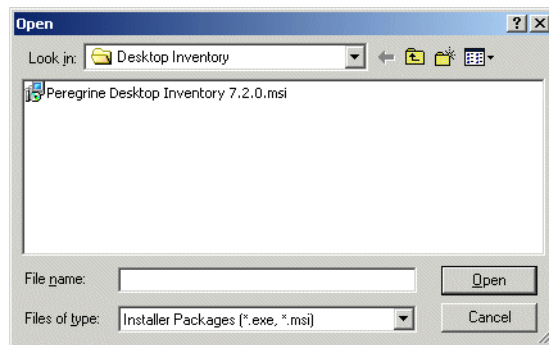 Open
Look in: Desktop Inventory
Peregrine Desktop Inventory 7.2.0.msi
File name: Open
Files of type: Installer Packages (*.exe, *.msi) Cancel